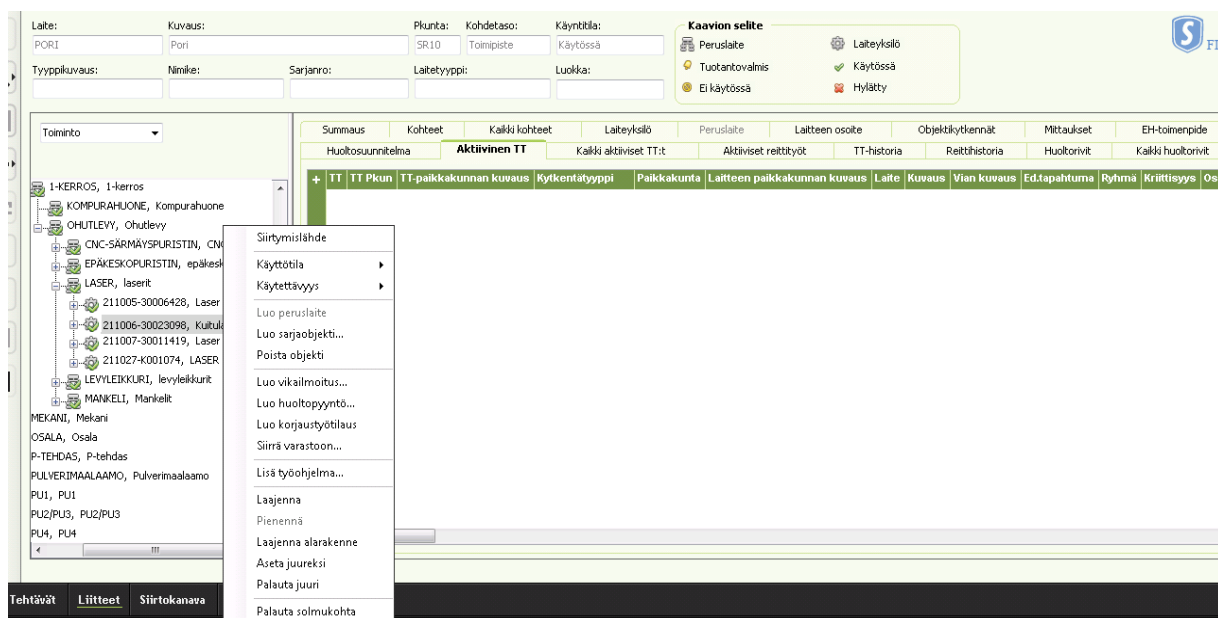 Laite: Kuvaus: Pkunta: Kohdetaso: Käyntitila: Kaavion selite
PORI Pori SR10 Toimipiste Käytössä Peruslaite Laiteyksilö
Tyyppikuvaus: Nimike: Sarjanro: Laitetyyppi: Luokka: Tuotantovalmis Käytössä
Ei käytössä Hylätty
Toiminto
Summaus Kohteet Kaikki kohteet Laiteyksilö Peruslaite Laitteen osoite Objektikytkennät Mittaukset EH-toimenpide
Huoltosuunnitelma Aktiivinen TT Kaikki aktiiviset TT:t Aktiiviset reittityöt TT-historia Reittihistoria Huoltorivit Kaikki huoltorivit
+ TT TT Pkun TT-paikkakunnan kuvaus Kytkentätyyppi Paikkakunta Laitteen paikkakunnan kuvaus Laite Kuvaus Vian kuvaus Ed.tapahtuma Ryhmä Kriittisyys Os
1-KERROS, 1-kerros
KOMPURAHUONE, Kompurahuone
OHUTLEVY, Ohutlevy
CNC-SÄRMÄYSPURISTIN, CN
EPÄKESKOPURISTIN, epäkesk
LASER, laserit
211005-30006428, Laser
211006-30023098, Kuitula
211007-30011419, Laser
211027-K001074, LASER
LEVYLEIKKURI, levyleikkurit
MANKELI, Mankelit
MEKANI, Mekani
OSALA, Osala
P-TEHDAS, P-tehdas
PULVERIMAALAAMO, Pulverimaalaamo
PU1, PU1
PU2/PU3, PU2/PU3
PU4, PU4
Siirtymislähde
Käyttötila
Käytettävyys
Luo peruslaite
Luo sarjaobjekti...
Poista objekti
Luo vikailmoitus...
Luo huoltopyyntö...
Luo korjaustyötilaus
Siirrä varastoon...
Lisä työohjelma...
Laajenna
Pienennä
Laajenna alarakenne
Aseta juureksi
Palauta juuri
Palauta solmukohta
Tehtävät Liitteet Siirtokanava
S